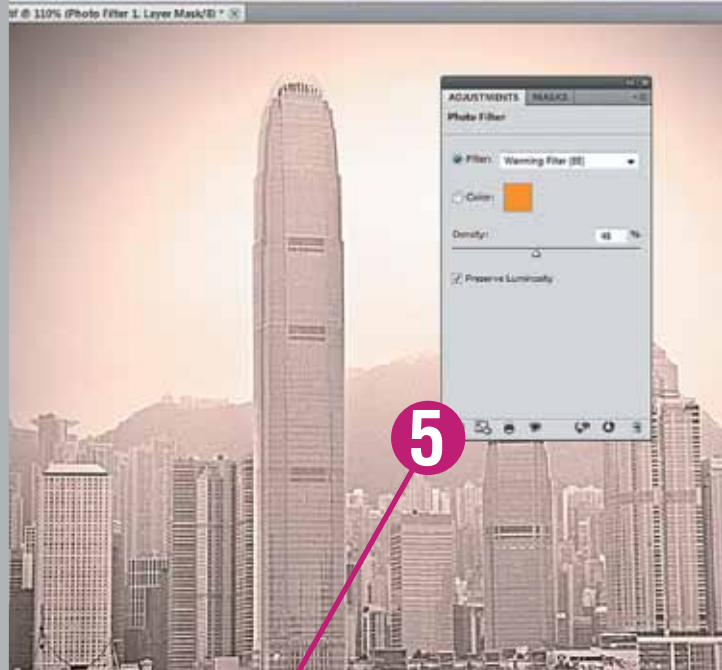 tif @ 110% (Photo Filter 1, Layer Mask/8) *
ADJUSTMENTS MASKS
Photo Filter
Filter: Warming Filter (85)
Color:
Density: %
Preserve Luminosity
5